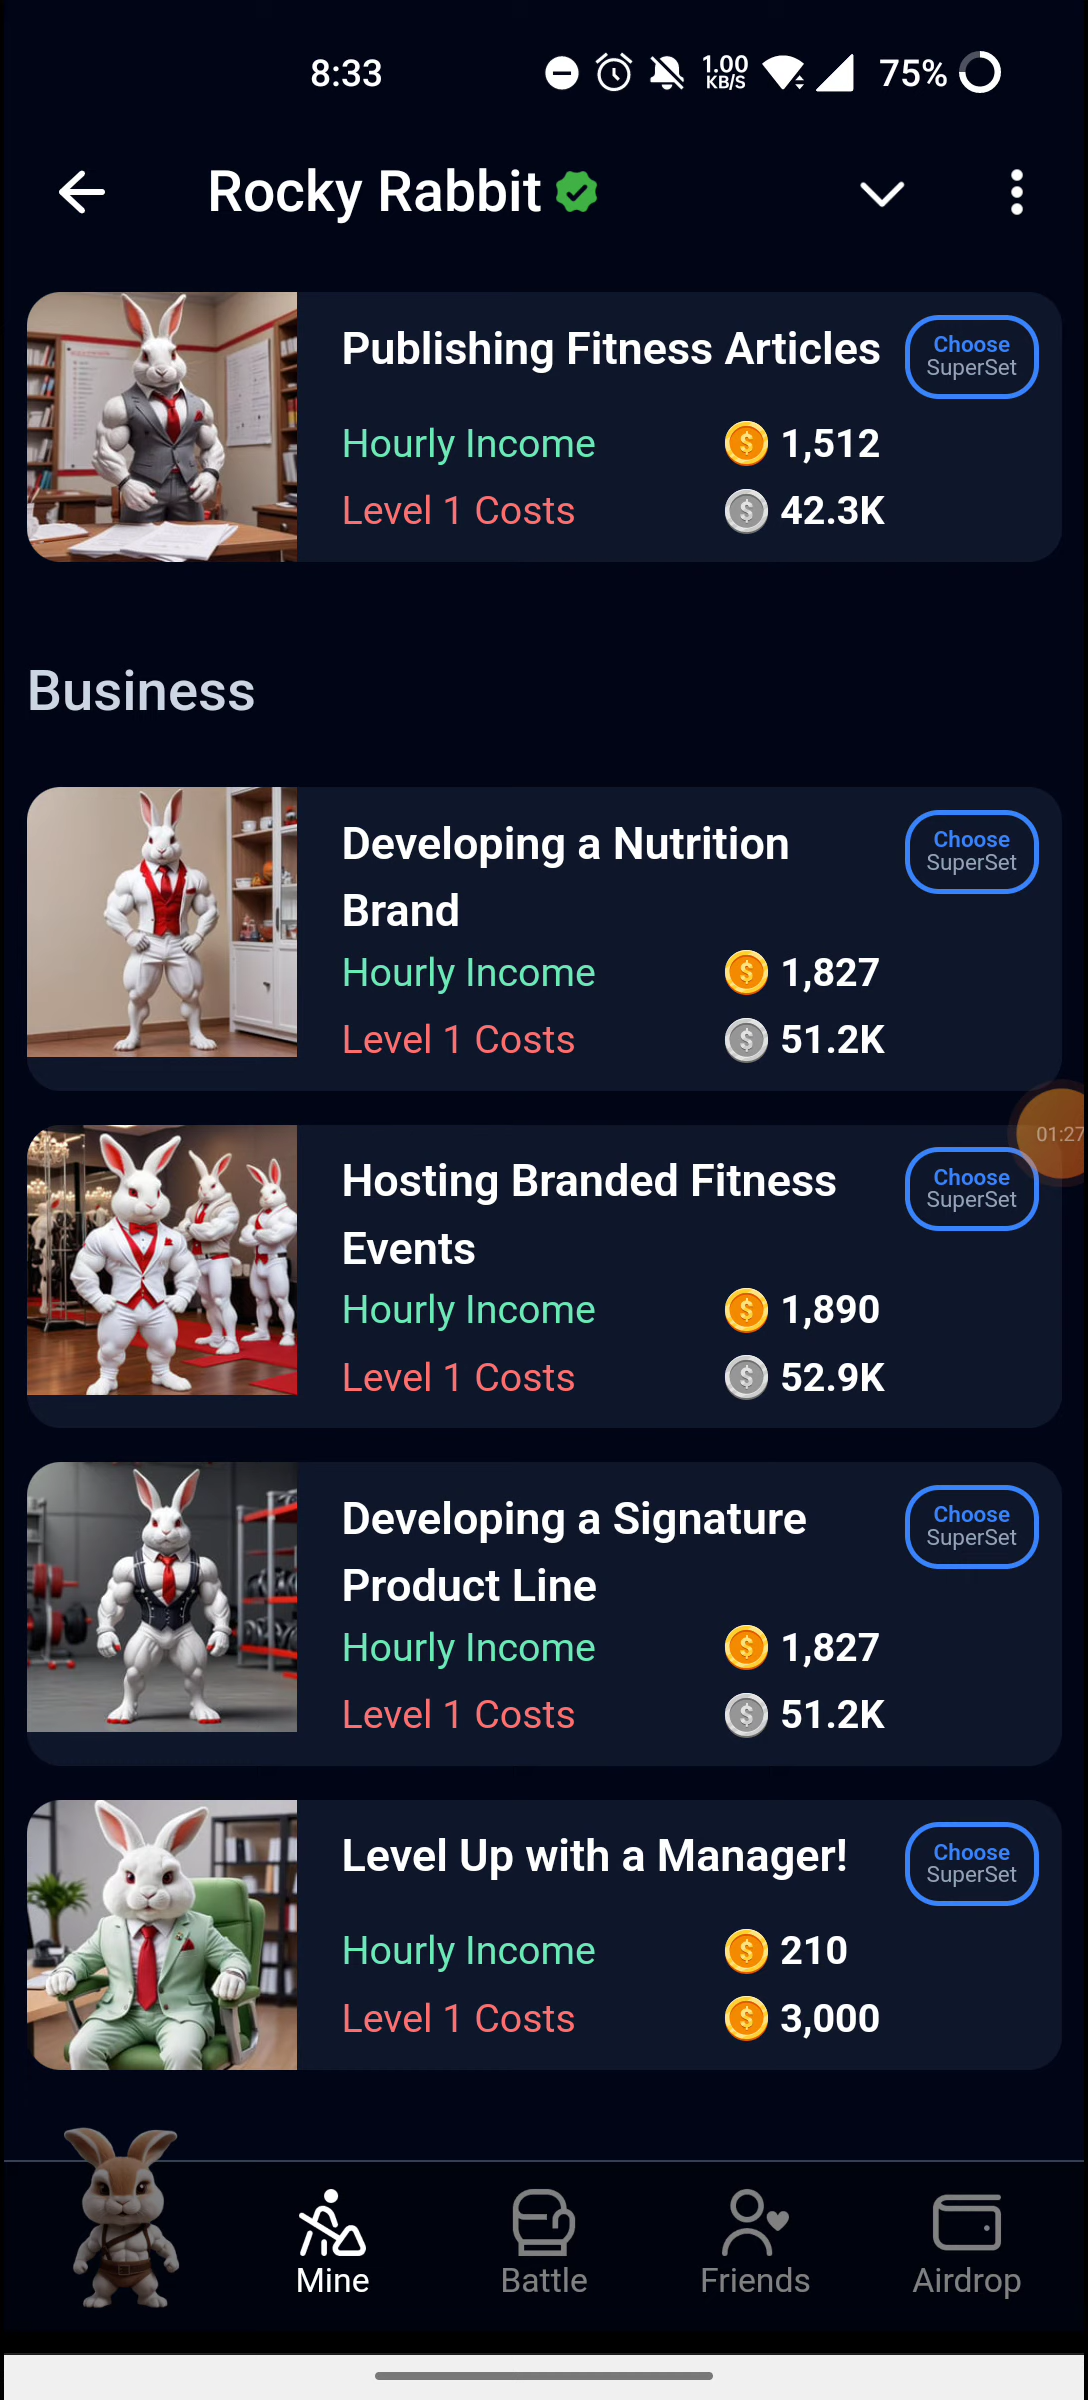 8:33
1.00
KB/S
75%
Rocky Rabbit
Publishing Fitness Articles
Choose
SuperSet
Hourly Income
1,512
Level 1 Costs
42.3K
Business
Developing a Nutrition
Brand
Choose
SuperSet
Hourly Income
1,827
Level 1 Costs
51.2K
01:27
Hosting Branded Fitness
Events
Choose
SuperSet
Hourly Income
1,890
Level 1 Costs
52.9K
Developing a Signature
Product Line
Choose
SuperSet
Hourly Income
1,827
Level 1 Costs
51.2K
Level Up with a Manager!
Choose
SuperSet
Hourly Income
210
Level 1 Costs
3,000
Mine
Battle
Friends
Airdrop